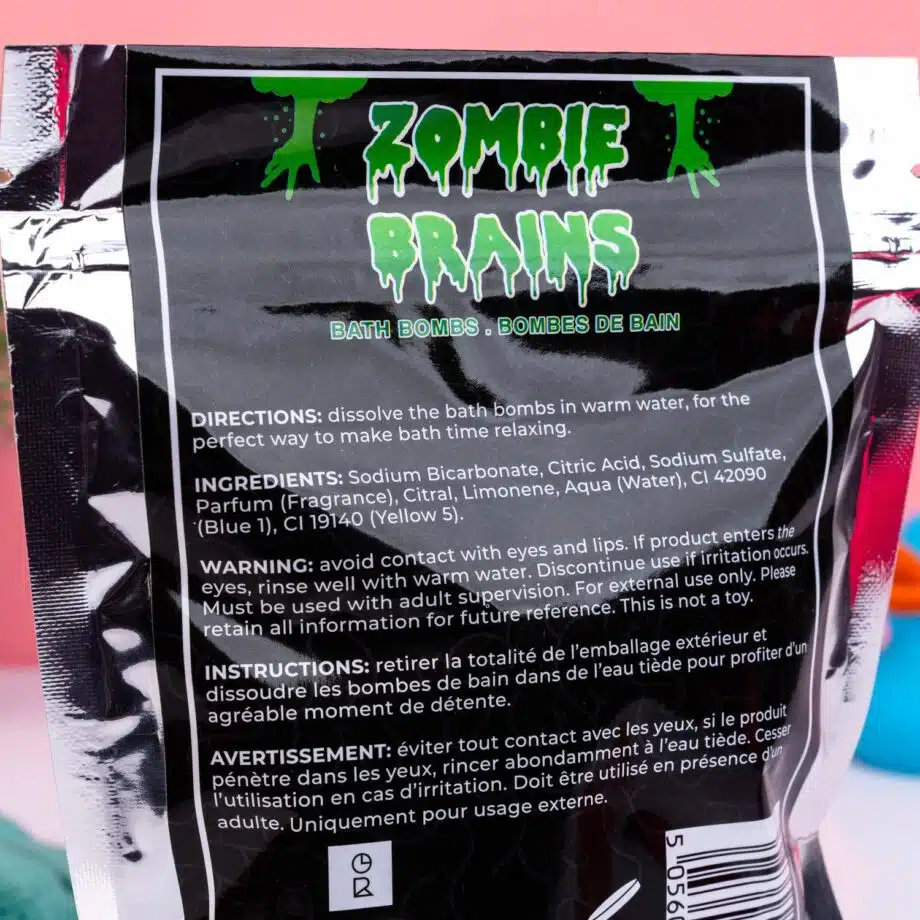 ZOMBIE
BRAINS
BATH BOMBS . BOMBES DE BAIN
DIRECTIONS: dissolve the bath bombs in warm water, for the
perfect way to make bath time relaxing.
INGREDIENTS: Sodium Bicarbonate, Citric Acid, Sodium Sulfate,
Parfum (Fragrance), Citral, Limonene, Aqua (Water), CI 42090
(Blue 1), CI 19140 (Yellow 5).
WARNING: avoid contact with eyes and lips. If product enters the
eyes, rinse well with warm water. Discontinue use if irritation occurs.
Must be used with adult supervision. For external use only. Please
retain all information for future reference. This is not a toy.
INSTRUCTIONS: retirer la totalité de l'emballage extérieur et
dissoudre les bombes de bain dans de l'eau tiède pour profiter d'un
agréable moment de détente.
AVERTISSEMENT: éviter tout contact avec les yeux, si le produit
pénètre dans les yeux, rincer abondamment à l'eau tiède. Cesser
l'utilisation en cas d'irritation. Doit être utilisé en présence d'un
adulte. Uniquement pour usage externe.
5 056